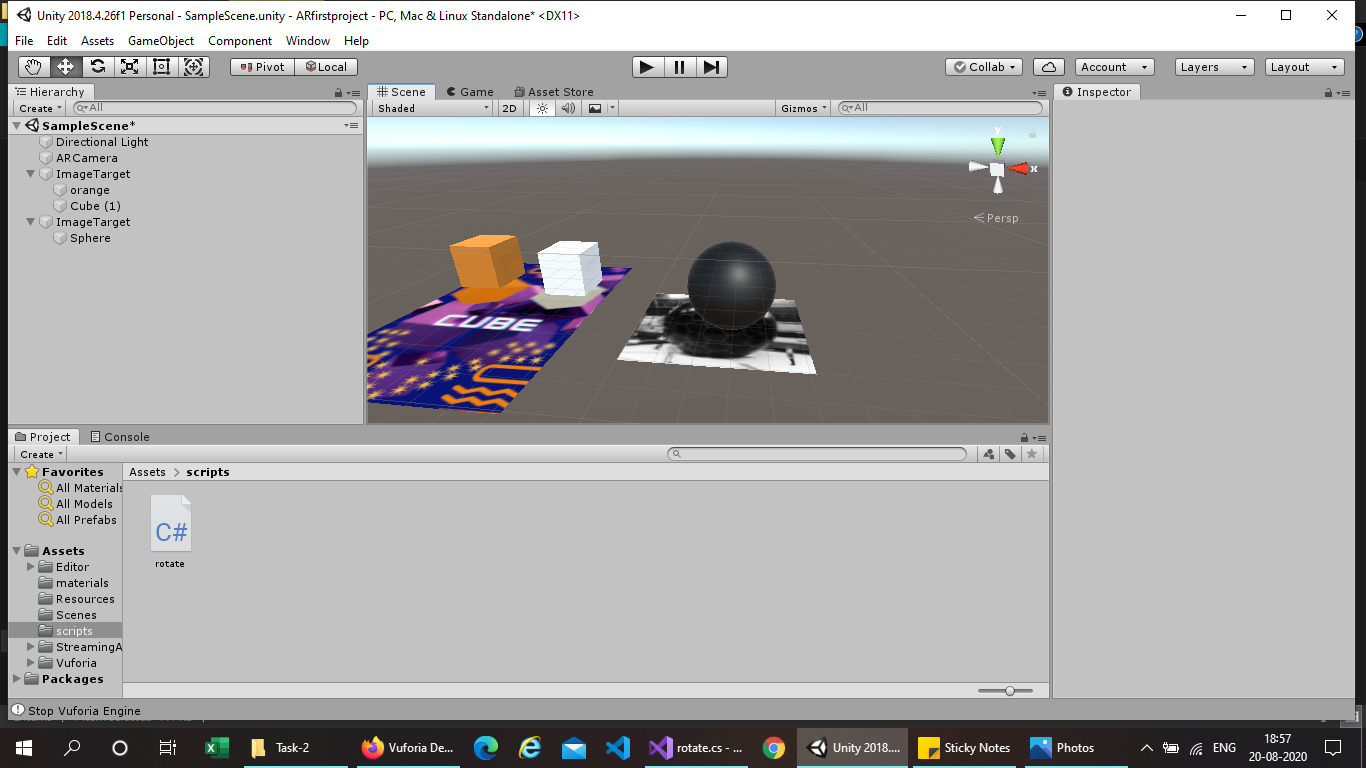 Unity 2018.4.26f1 Personal - SampleScene.unity - ARfirstproject - PC, Mac & Linux Standalone* <DX11>
File Edit Assets GameObject Component Window Help
Pivot Local Collab Account Layers Layout
Hierarchy
Create All
SampleScene*
Directional Light
ARCamera
ImageTarget
orange
Cube (1)
ImageTarget
Sphere
Scene Game Asset Store
Shaded 2D Gizmos All
y
x
Persp
CUBE
Inspector
Project Console
Create
Favorites
All Materials
All Models
All Prefabs
Assets
Editor
materials
Resources
Scenes
scripts
StreamingA
Vuforia
Packages
Assets > scripts
C#
rotate
Stop Vuforia Engine
Task-2 Vuforia De... rotate.cs - ... Unity 2018.... Sticky Notes Photos ENG 18:57
20-08-2020